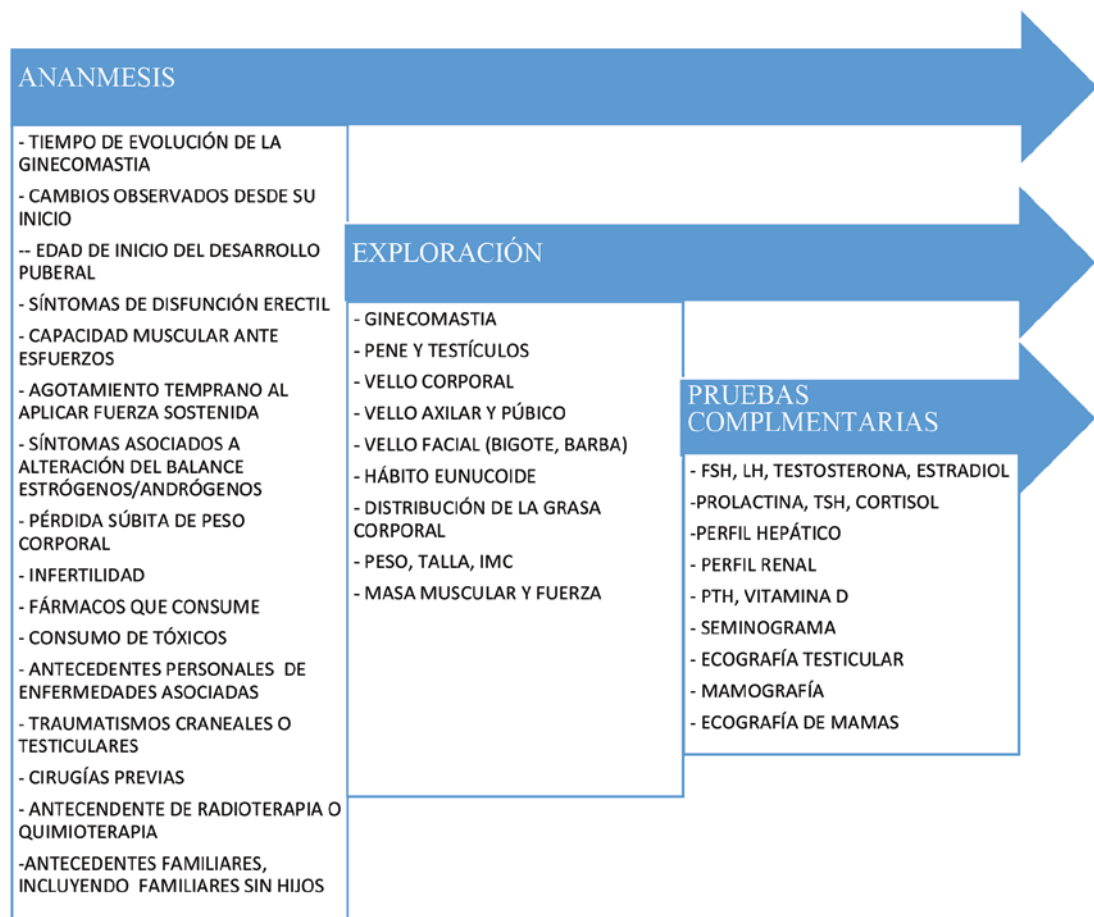 ANANMESIS
- TIEMPO DE EVOLUCIÓN DE LA
GINECOMASTIA
- CAMBIOS OBSERVADOS DESDE SU
INICIO
-- EDAD DE INICIO DEL DESARROLLO
PUBERAL
- SÍNTOMAS DE DISFUNCIÓN ERECTIL
- CAPACIDAD MUSCULAR ANTE
ESFUERZOS
- AGOTAMIENTO TEMPRANO AL
APLICAR FUERZA SOSTENIDA
- SÍNTOMAS ASOCIADOS A
ALTERACIÓN DEL BALANCE
ESTRÓGENOS/ANDRÓGENOS
- PÉRDIDA SÚBITA DE PESO
CORPORAL
- INFERTILIDAD
- FÁRMACOS QUE CONSUME
- CONSUMO DE TÓXICOS
- ANTECEDENTES PERSONALES DE
ENFERMEDADES ASOCIADAS
- TRAUMATISMOS CRANEALES O
TESTICULARES
- CIRUGÍAS PREVIAS
- ANTECENDENTE DE RADIOTERAPIA O
QUIMIOTERAPIA
-ANTECEDENTES FAMILIARES,
INCLUYENDO FAMILIARES SIN HIJOS
EXPLORACIÓN
- GINECOMASTIA
- PENE Y TESTÍCULOS
- VELLO CORPORAL
- VELLO AXILAR Y PÚBICO
- VELLO FACIAL (BIGOTE, BARBA)
- HÁBITO EUNUCOIDE
- DISTRIBUCIÓN DE LA GRASA
CORPORAL
- PESO, TALLA, IMC
- MASA MUSCULAR Y FUERZA
PRUEBAS
COMPLMENTARIAS
- FSH, LH, TESTOSTERONA, ESTRADIOL
-PROLACTINA, TSH, CORTISOL
-PERFIL HEPÁTICO
- PERFIL RENAL
- PTH, VITAMINA D
- SEMINOGRAMA
- ECOGRAFÍA TESTICULAR
- MAMOGRAFÍA
- ECOGRAFÍA DE MAMAS